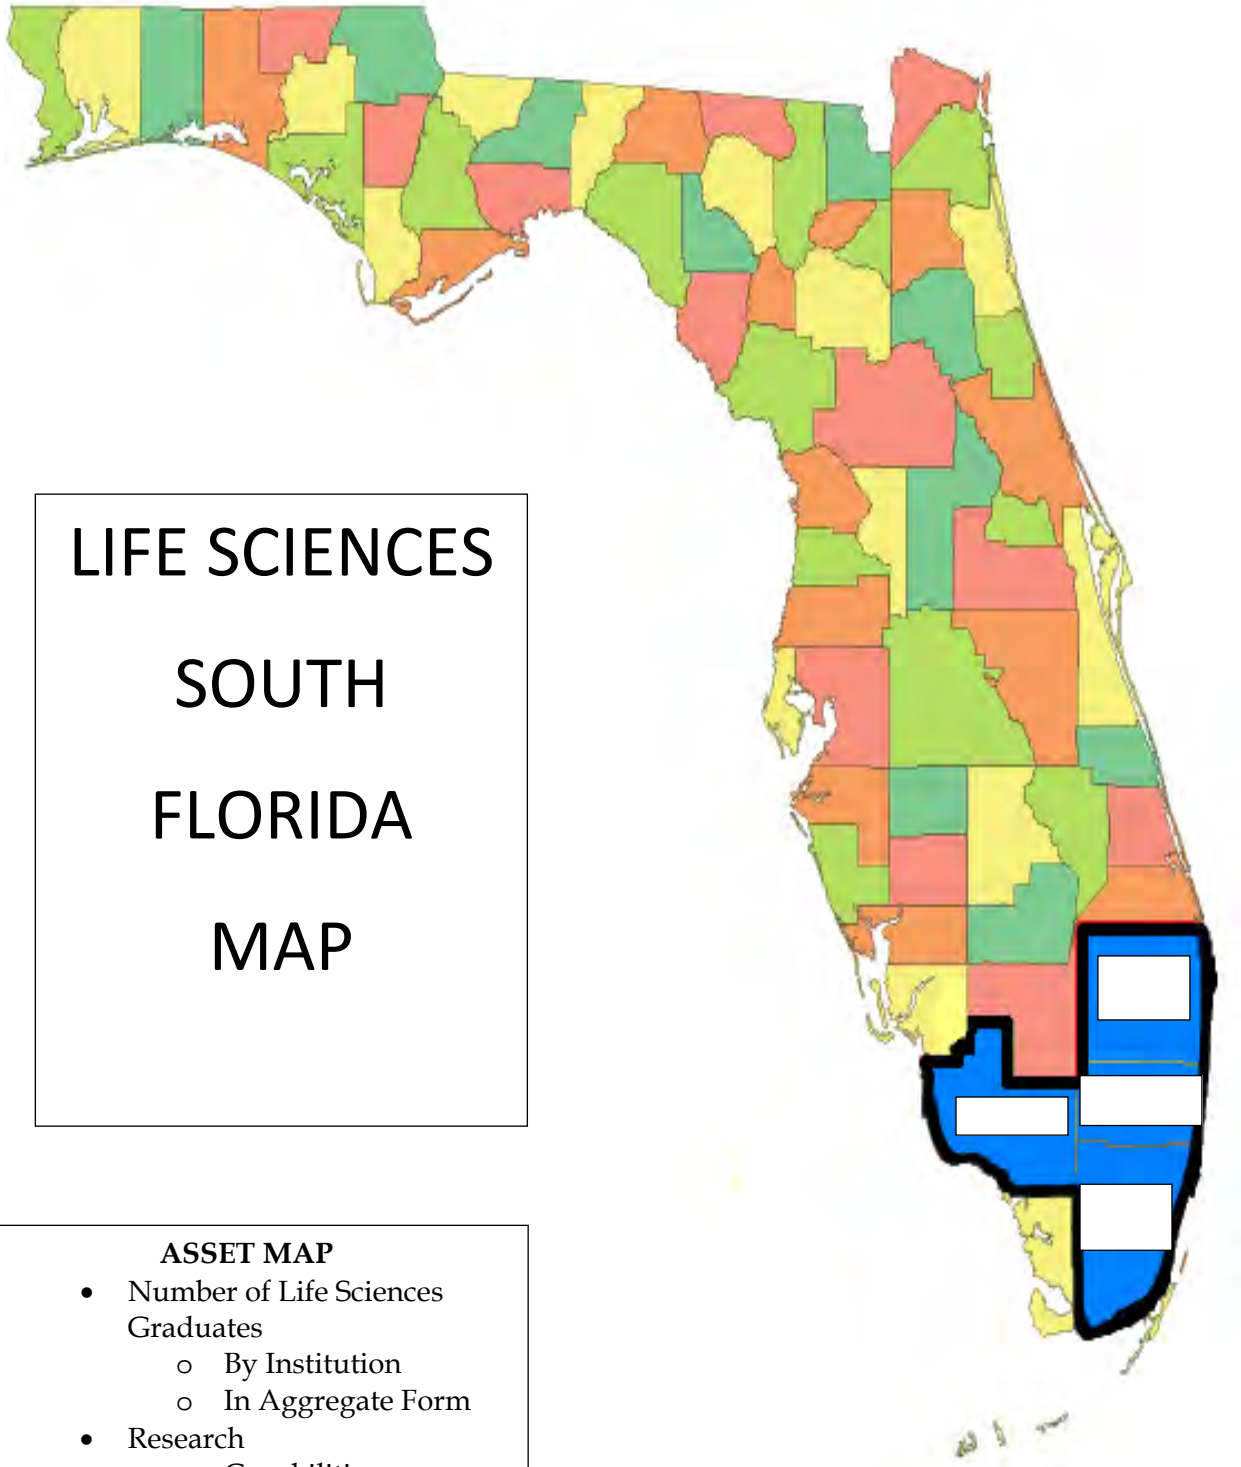 LIFE SCIENCES
SOUTH
FLORIDA
MAP
ASSET MAP
• Number of Life Sciences
Graduates
o By Institution
o In Aggregate Form
• Research